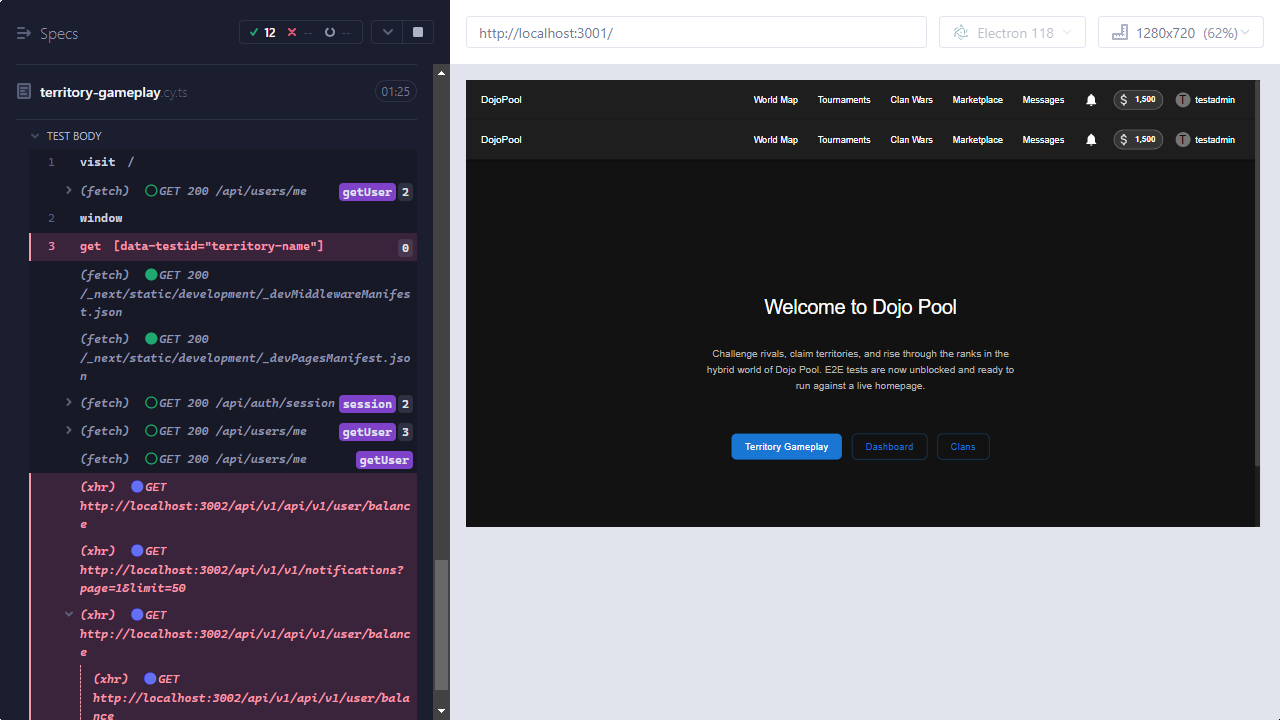 Specs
12
--
--
http://localhost:3001/
Electron 118
1280x720 (62%)
territory-gameplay.cy.ts
01:25
TEST BODY
1 visit /
(fetch) GET 200 /api/users/me getUser 2
2 window
3 get [data-testid="territory-name"] 0
(fetch) GET 200
/_next/static/development/_devMiddlewareManifes
t.json
(fetch) GET 200
/_next/static/development/_devPagesManifest.jso
n
(fetch) GET 200 /api/auth/session session 2
(fetch) GET 200 /api/users/me getUser 3
(fetch) GET 200 /api/users/me getUser
(xhr) GET
http://localhost:3002/api/v1/api/v1/user/balanc
e
(xhr) GET
http://localhost:3002/api/v1/v1/notifications?
page=1&limit=50
(xhr) GET
http://localhost:3002/api/v1/api/v1/user/balanc
e
(xhr) GET
http://localhost:3002/api/v1/api/v1/user/bala
nce
DojoPool World Map Tournaments Clan Wars Marketplace Messages $ 1,500 T testadmin
DojoPool World Map Tournaments Clan Wars Marketplace Messages $ 1,500 T testadmin
Welcome to Dojo Pool
Challenge rivals, claim territories, and rise through the ranks in the
hybrid world of Dojo Pool. E2E tests are now unblocked and ready to
run against a live homepage.
Territory Gameplay Dashboard Clans